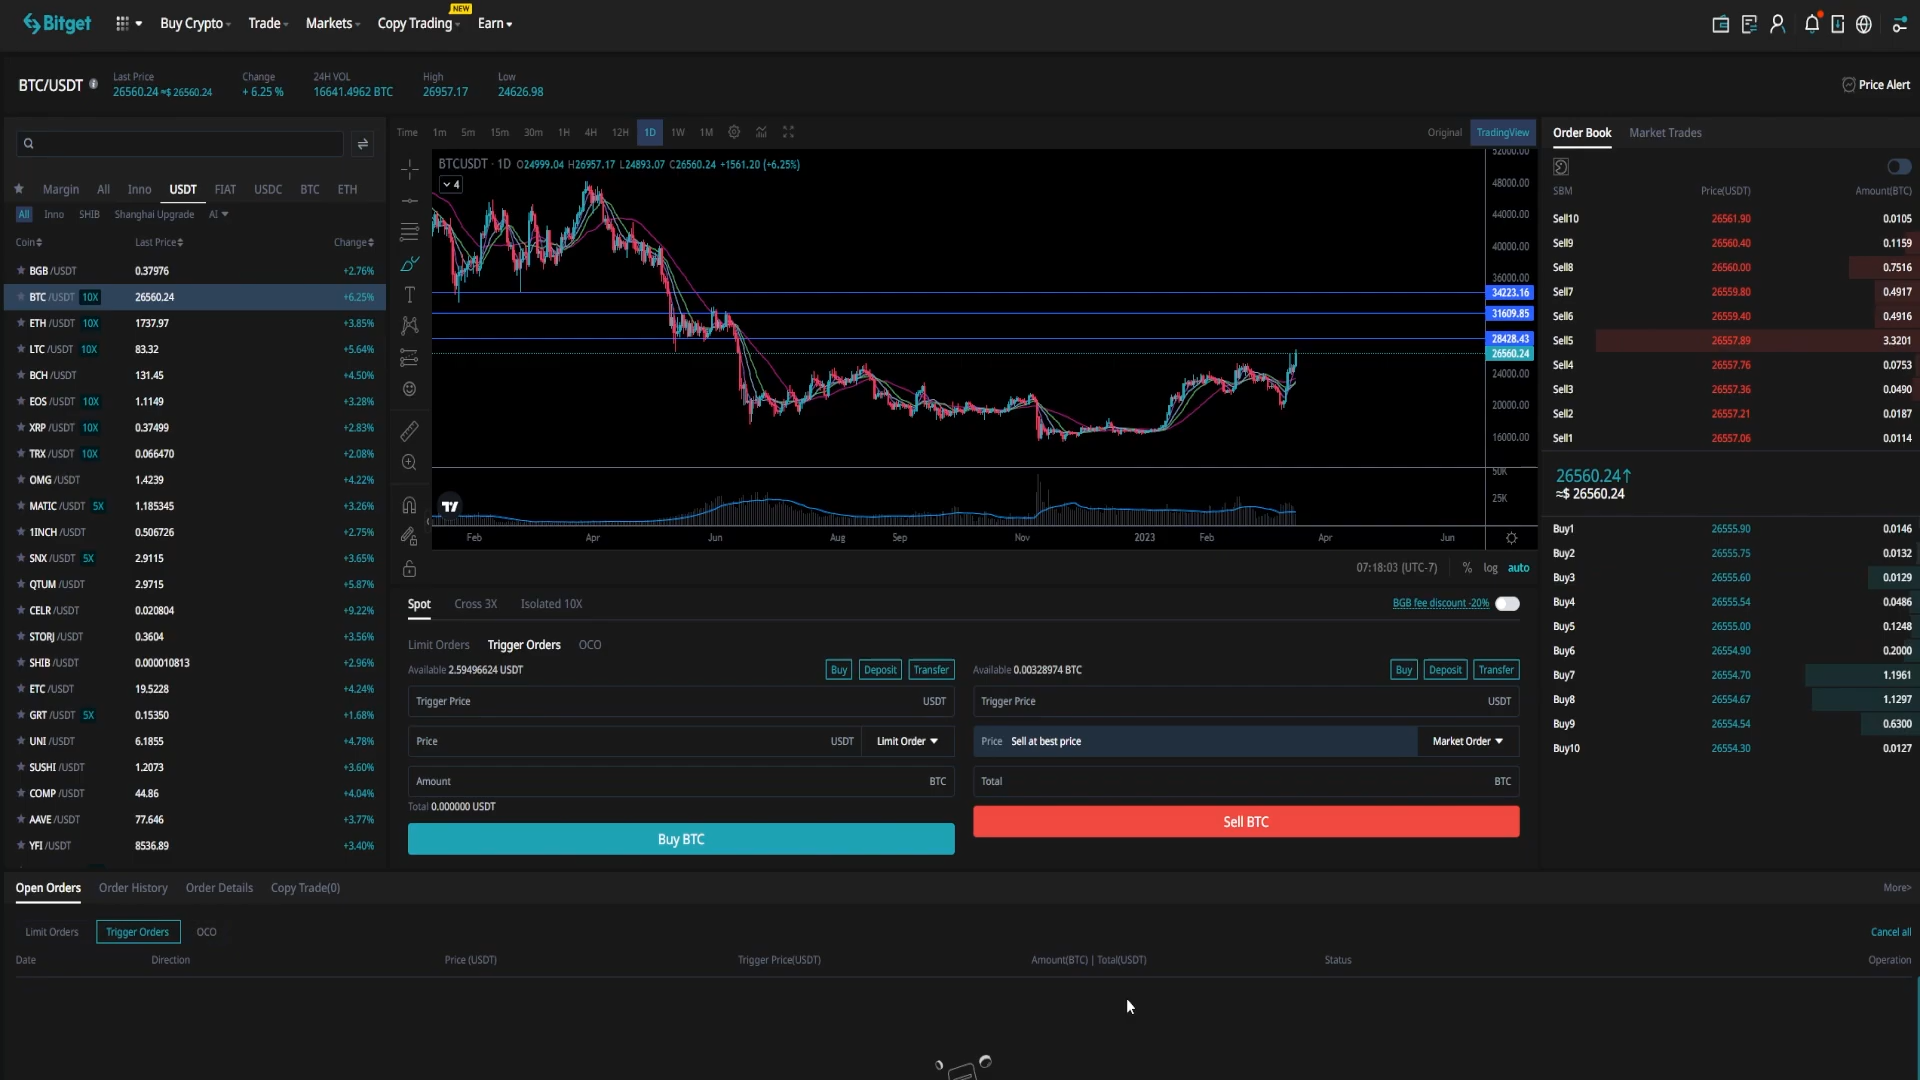 Bitget Buy Crypto Trade Markets Copy Trading NEW Earn
BTC/USDT Last Price 26560.24 ≈$ 26560.24 Change + 6.25 % 24H VOL 16641.4962 BTC High 26957.17 Low 24626.98 Price Alert
Time 1m 5m 15m 30m 1H 4H 12H 1D 1W 1M Original TradingView
Order Book Market Trades
Margin All Inno USDT FIAT USDC BTC ETH
All Inno SHIB Shanghai Upgrade AI
Coin Last Price Change
BGB /USDT 0.37976 +2.76%
BTC /USDT 10X 26560.24 +6.25%
ETH /USDT 10X 1737.97 +3.85%
LTC /USDT 10X 83.32 +5.64%
BCH /USDT 131.45 +4.50%
EOS /USDT 10X 1.1149 +3.28%
XRP /USDT 10X 0.37499 +2.83%
TRX /USDT 10X 0.066470 +2.08%
OMG /USDT 1.4239 +4.22%
MATIC /USDT 5X 1.185345 +3.26%
1INCH /USDT 0.506726 +2.75%
SNX /USDT 5X 2.9115 +3.65%
QTUM /USDT 2.9715 +5.87%
CELR /USDT 0.020804 +9.22%
STORJ /USDT 0.3604 +3.56%
SHIB /USDT 0.000010813 +2.96%
ETC /USDT 19.5228 +4.24%
GRT /USDT 5X 0.15350 +1.68%
UNI /USDT 6.1855 +4.78%
SUSHI /USDT 1.2073 +3.60%
COMP /USDT 44.86 +4.04%
AAVE /USDT 77.646 +3.77%
YFI /USDT 8536.89 +3.40%
BTCUSDT · 1D O24999.04 H26957.17 L24893.07 C26560.24 +1561.20 (+6.25%)
4
52000.00
48000.00
44000.00
40000.00
36000.00
34223.16
31609.85
28428.43
26560.24
24000.00
20000.00
16000.00
50K
25K
Feb Apr Jun Aug Sep Nov 2023 Feb Apr Jun
07:18:03 (UTC-7) % log auto
Spot Cross 3X Isolated 10X BGB fee discount -20%
Limit Orders Trigger Orders OCO
Available 2.59496624 USDT Buy Deposit Transfer
Trigger Price USDT
Price USDT Limit Order
Amount BTC
Total 0.000000 USDT
Buy BTC
Available 0.00328974 BTC Buy Deposit Transfer
Trigger Price USDT
Price Sell at best price Market Order
Total BTC
Sell BTC
SBM Price(USDT) Amount(BTC)
Sell10 26561.90 0.0105
Sell9 26560.40 0.1159
Sell8 26560.00 0.7516
Sell7 26559.80 0.4917
Sell6 26559.40 0.4916
Sell5 26557.89 3.3201
Sell4 26557.76 0.0753
Sell3 26557.36 0.0490
Sell2 26557.21 0.0187
Sell1 26557.06 0.0114
26560.24↑
≈$ 26560.24
Buy1 26555.90 0.0146
Buy2 26555.75 0.0132
Buy3 26555.60 0.0129
Buy4 26555.54 0.0486
Buy5 26555.00 0.1248
Buy6 26554.90 0.2000
Buy7 26554.70 1.1961
Buy8 26554.67 1.1297
Buy9 26554.54 0.6300
Buy10 26554.30 0.0127
Open Orders Order History Order Details Copy Trade(0) More>
Limit Orders Trigger Orders OCO Cancel all
Date Direction Price (USDT) Trigger Price(USDT) Amount(BTC) | Total(USDT) Status Operation